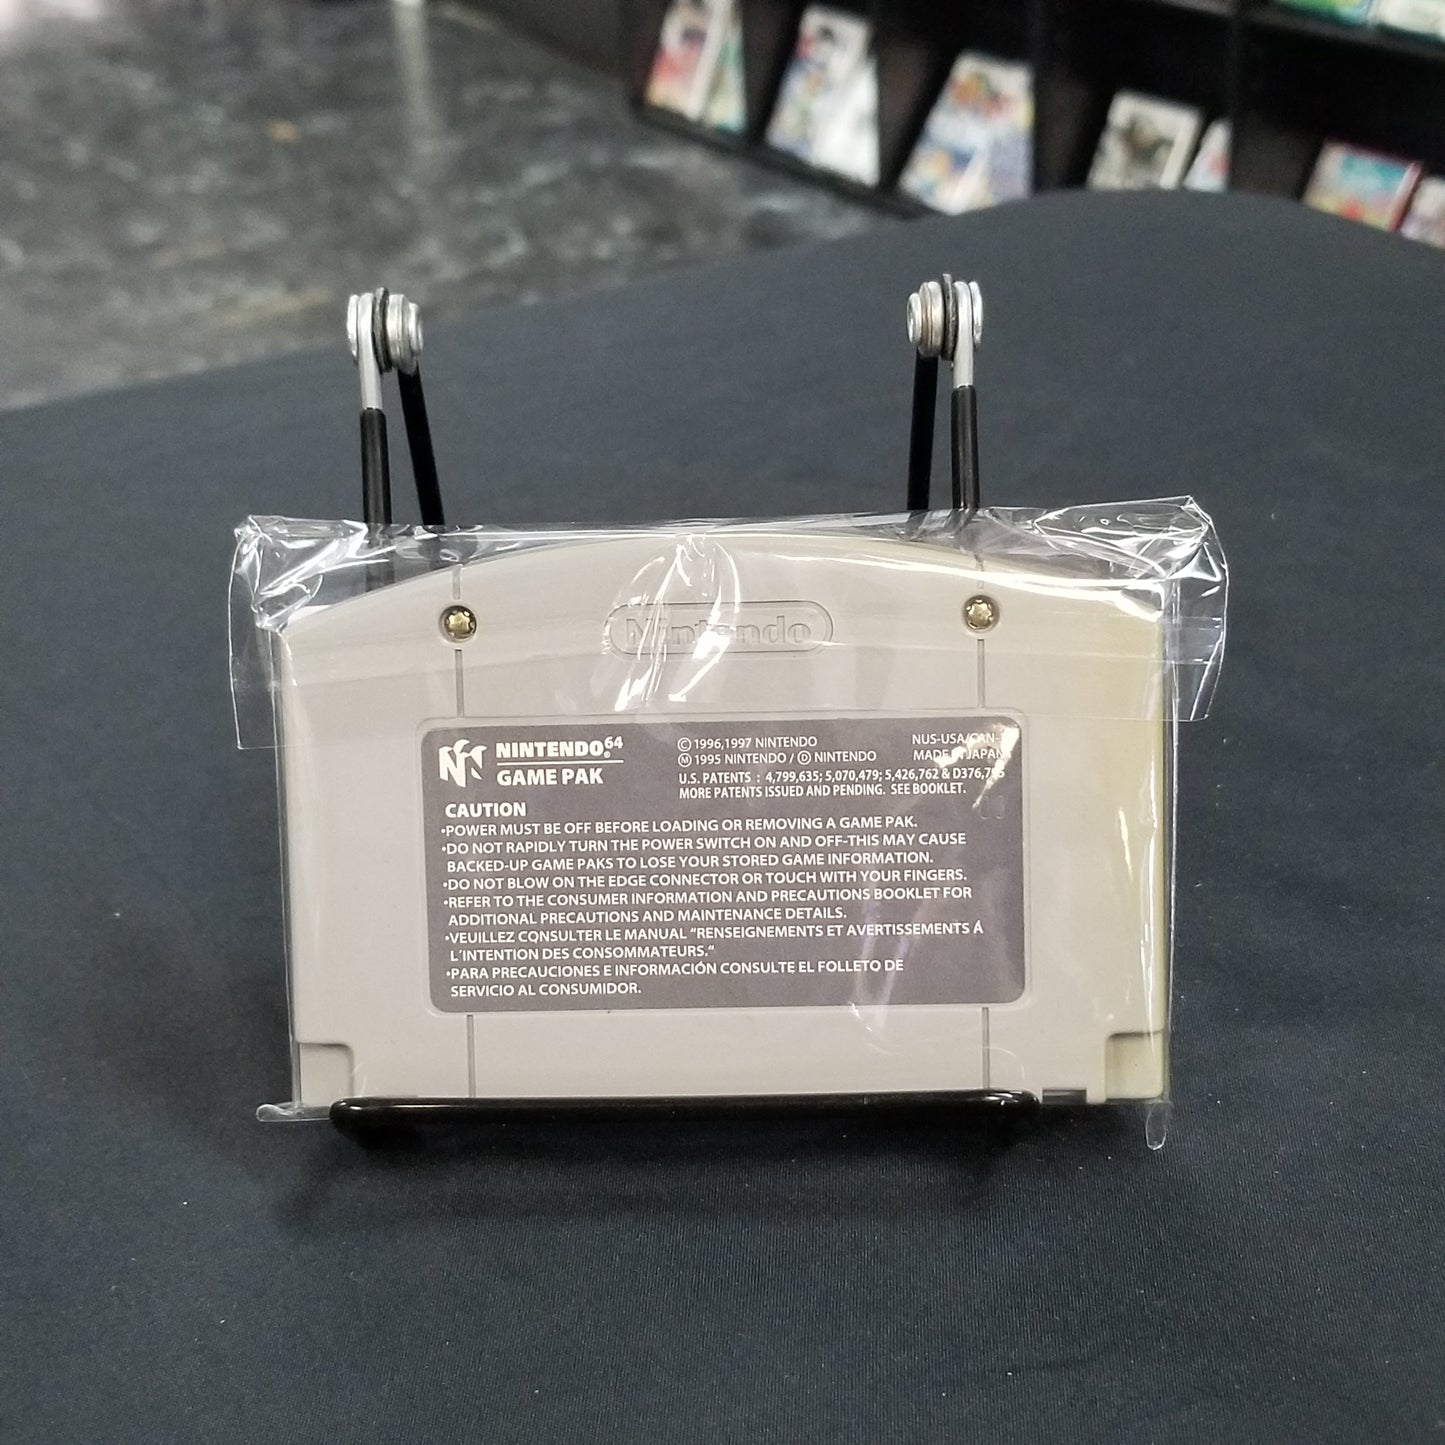 Nintendo
NINTENDO64®
GAME PAK
© 1996,1997 NINTENDO
Ⓜ 1995 NINTENDO / Ⓓ NINTENDO
NUS-USA/CAN-
MADE IN JAPAN
U.S. PATENTS : 4,799,635; 5,070,479; 5,426,762 &
MORE PATENTS ISSUED AND PENDING. SEE BOOKLET.
CAUTION
•POWER MUST BE OFF BEFORE LOADING OR REMOVING A GAME PAK.
•DO NOT RAPIDLY TURN THE POWER SWITCH ON AND OFF-THIS MAY CAUSE
BACKED-UP GAME PAKS TO LOSE YOUR STORED GAME INFORMATION.
•DO NOT BLOW ON THE EDGE CONNECTOR OR TOUCH WITH YOUR FINGERS.
•REFER TO THE CONSUMER INFORMATION AND PRECAUTIONS BOOKLET FOR
ADDITIONAL PRECAUTIONS AND MAINTENANCE DETAILS.
•VEUILLEZ CONSULTER LE MANUAL "RENSEIGNEMENTS ET AVERTISSEMENTS Á
L'INTENTION DES CONSOMMATEURS."
•PARA PRECAUCIONES E INFORMACIÓN CONSULTE EL FOLLETO DE
SERVICIO AL CONSUMIDOR.